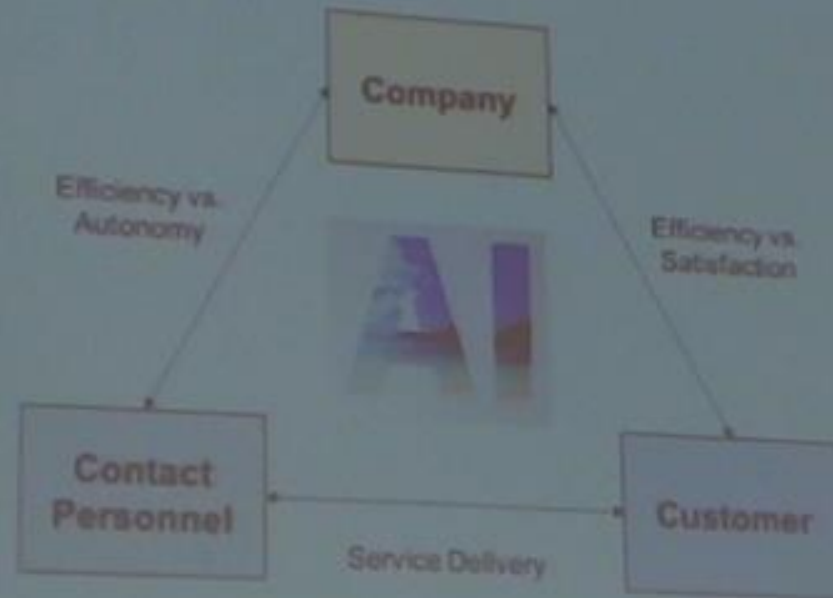 Company
Efficiency vs.
Autonomy
Efficiency vs.
Satisfaction
AI
Contact
Personnel
Customer
Service Delivery